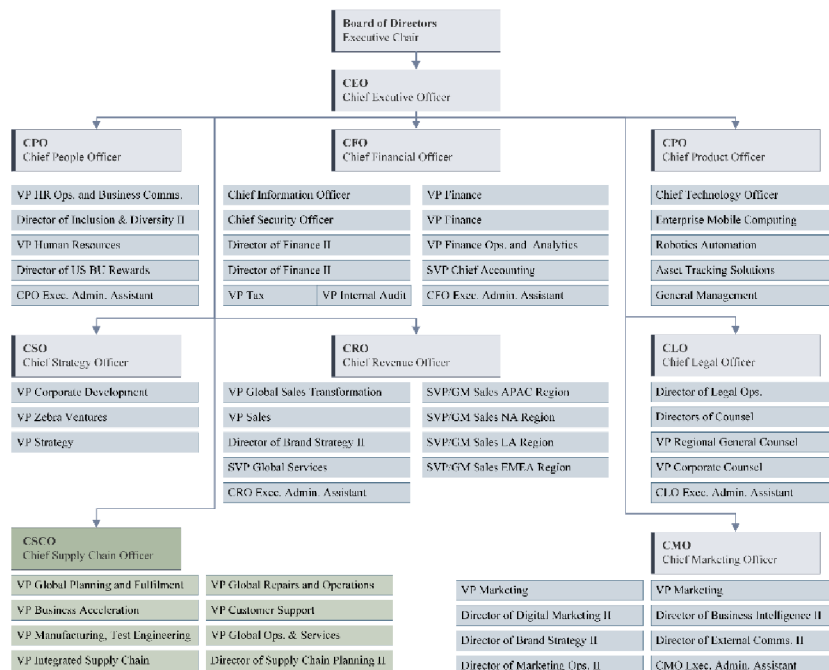 Board of Directors
Executive Chair
CEO
Chief Executive Officer
CPO
Chief People Officer
VP HR Ops. and Business Comms.
Director of Inclusion & Diversity II
VP Human Resources
Director of US BU Rewards
CPO Exec. Admin. Assistant
CFO
Chief Financial Officer
Chief Information Officer
Chief Security Officer
Director of Finance II
Director of Finance II
VP Tax
VP Internal Audit
VP Finance
VP Finance
VP Finance Ops. and Analytics
SVP Chief Accounting
CFO Exec. Admin. Assistant
CPO
Chief Product Officer
Chief Technology Officer
Enterprise Mobile Computing
Robotics Automation
Asset Tracking Solutions
General Management
CSO
Chief Strategy Officer
VP Corporate Development
VP Zebra Ventures
VP Strategy
CRO
Chief Revenue Officer
VP Global Sales Transformation
VP Sales
Director of Brand Strategy II
SVP Global Services
CRO Exec. Admin. Assistant
SVP/GM Sales APAC Region
SVP/GM Sales NA Region
SVP/GM Sales LA Region
SVP/GM Sales EMEA Region
CLO
Chief Legal Officer
Director of Legal Ops.
Directors of Counsel
VP Regional General Counsel
VP Corporate Counsel
CLO Exec. Admin. Assistant
CSCO
Chief Supply Chain Officer
VP Global Planning and Fulfilment
VP Business Acceleration
VP Manufacturing, Test Engineering
VP Integrated Supply Chain
VP Global Repairs and Operations
VP Customer Support
VP Global Ops. & Services
Director of Supply Chain Planning II
CMO
Chief Marketing Officer
VP Marketing
Director of Digital Marketing II
Director of Brand Strategy II
Director of Marketing Ops. II
VP Marketing
Director of Business Intelligence II
Director of External Comms. II
CMO Exec. Admin. Assistant